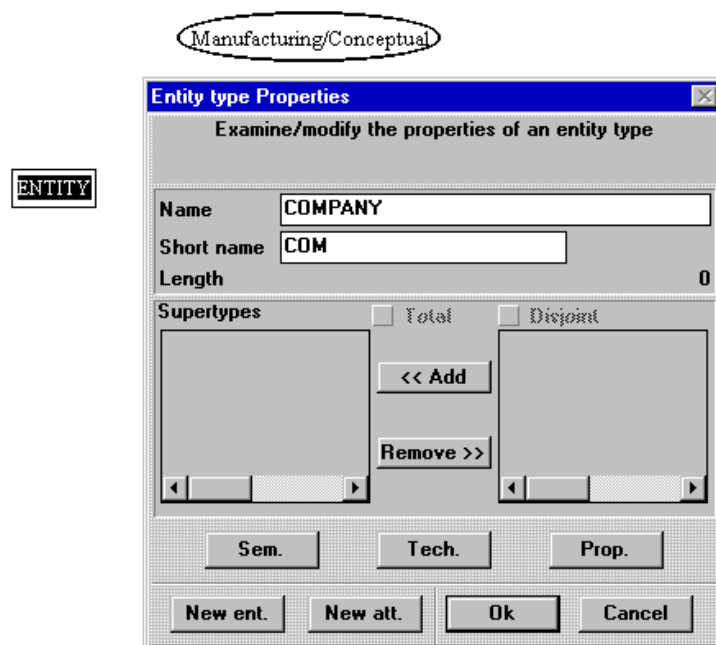 Manufacturing/Conceptual
Entity type Properties
Examine/modify the properties of an entity type
ENTITY
Name COMPANY
Short name COM
Length 0
Supertypes Total Disjoint
<< Add
Remove >>
Sem. Tech. Prop.
New ent. New att. Ok Cancel